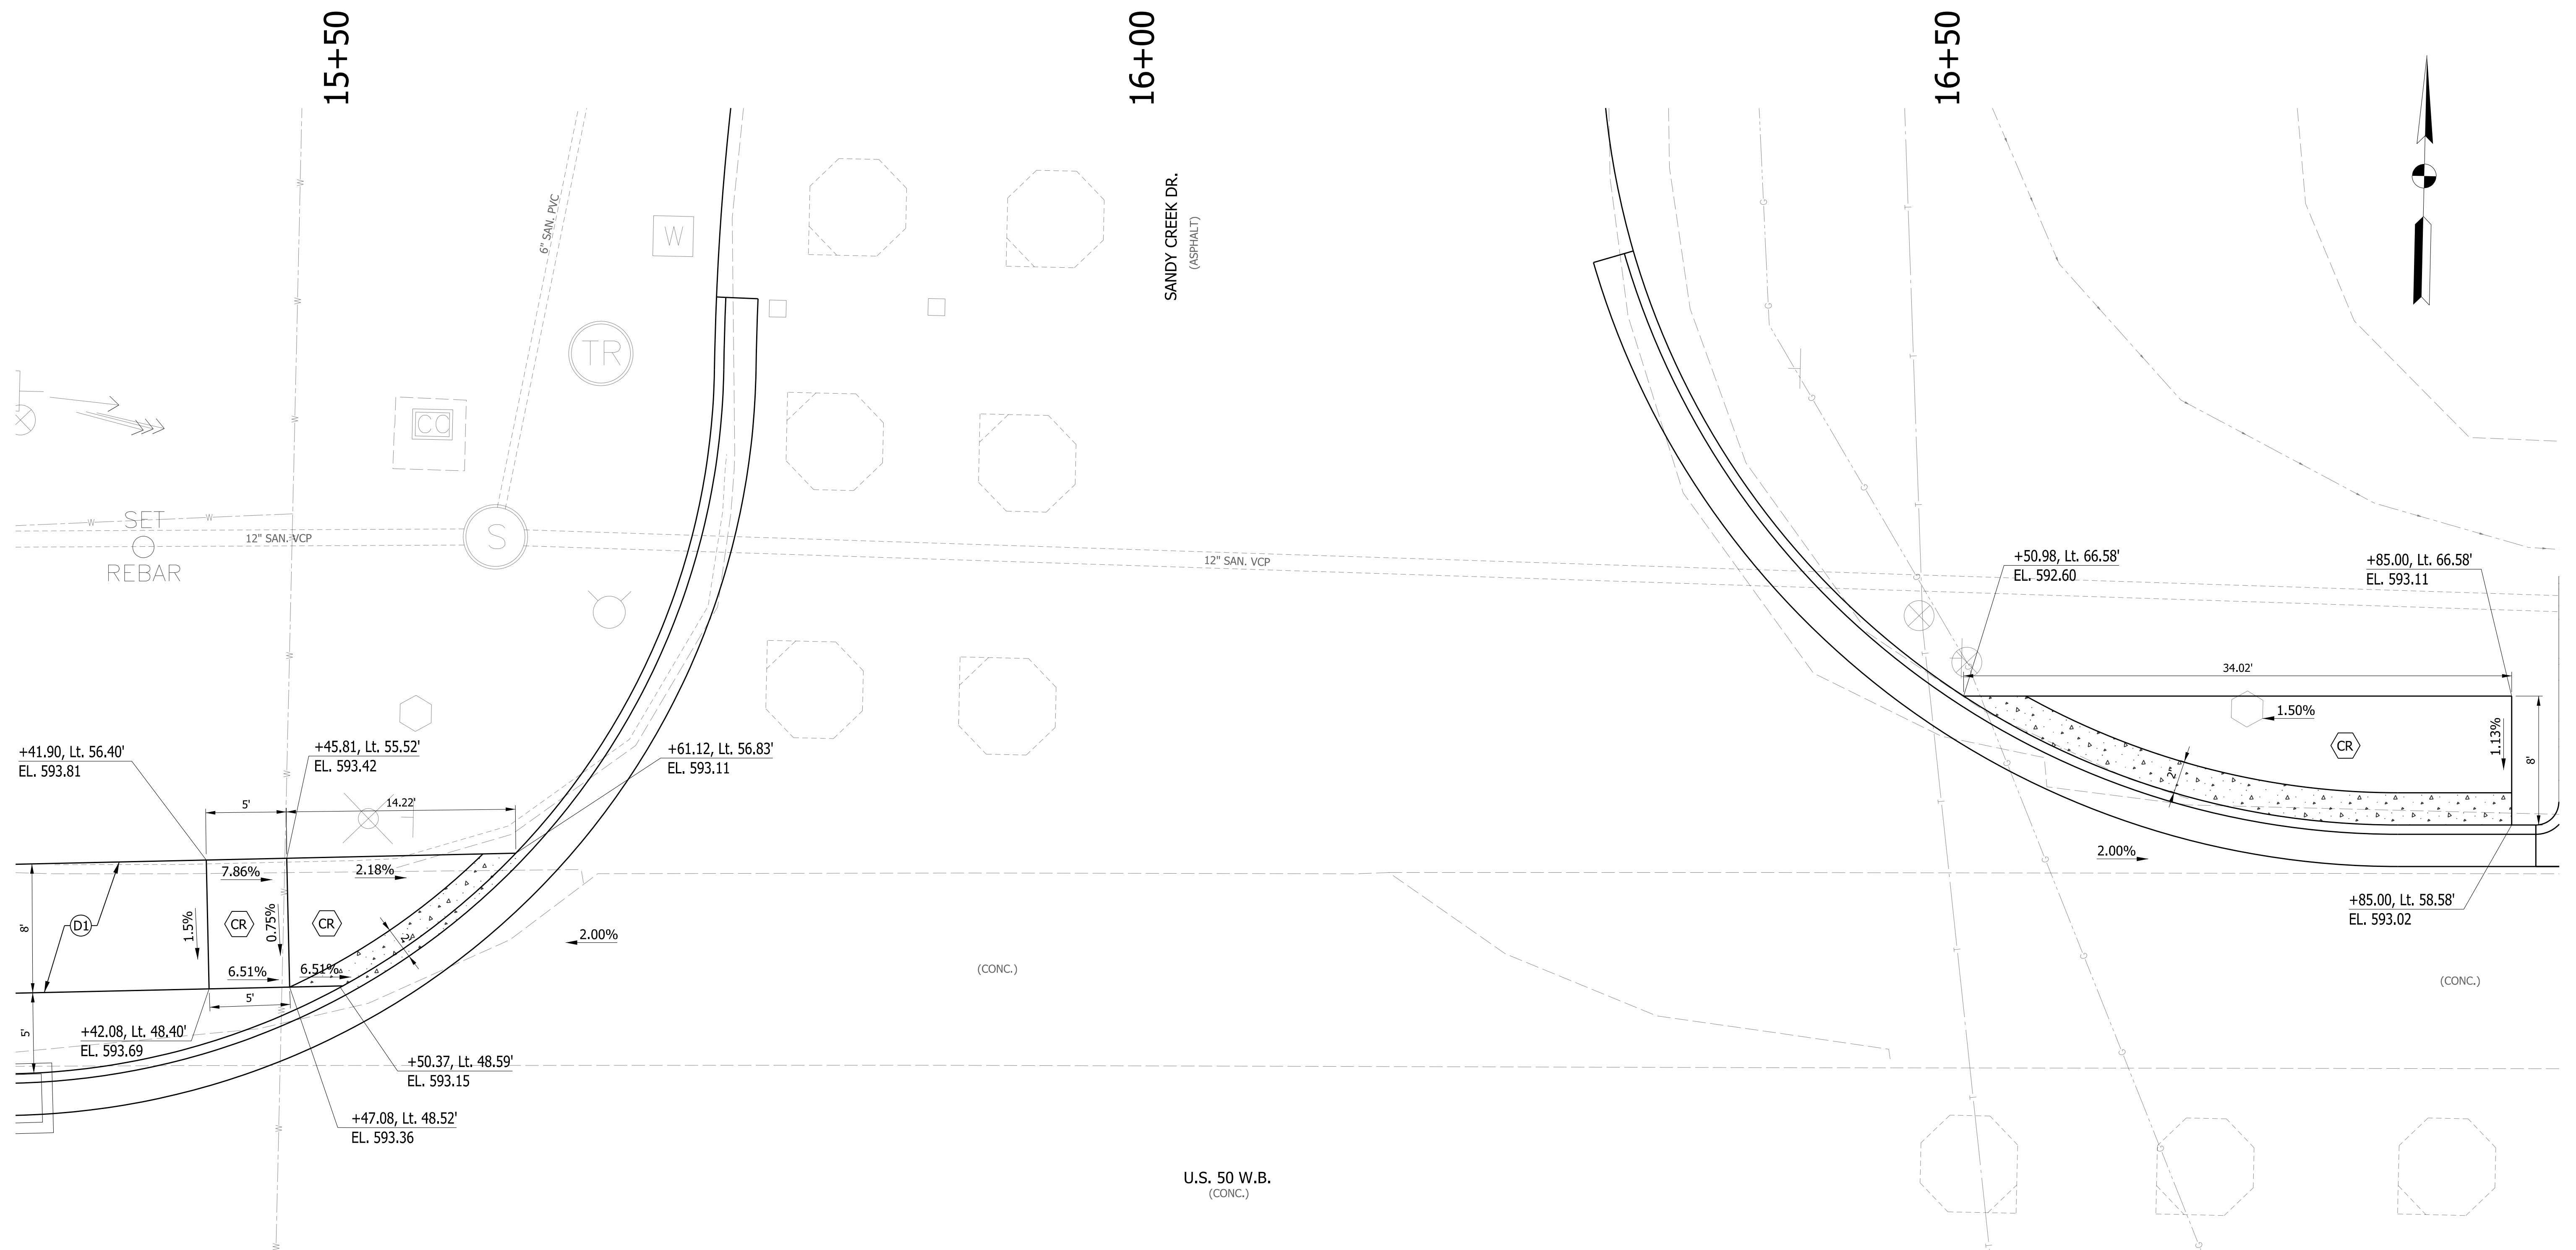 15+50
16+00
16+50
6" SAN. PVC
W
SANDY CREEK DR.
(ASPHALT)
TR
CO
S
SET
REBAR
12" SAN. VCP
12" SAN. VCP
+50.98, Lt. 66.58'
EL. 592.60
+85.00, Lt. 66.58'
EL. 593.11
34.02'
1.50%
CR
1.13%
8'
2'
2.00%
+85.00, Lt. 58.58'
EL. 593.02
+41.90, Lt. 56.40'
EL. 593.81
+45.81, Lt. 55.52'
EL. 593.42
+61.12, Lt. 56.83'
EL. 593.11
5'
14.22'
7.86%
2.18%
8'
D1
1.5%
CR
0.75%
CR
2'
6.51%
6.51%
5'
5'
2.00%
(CONC.)
(CONC.)
+42.08, Lt. 48.40'
EL. 593.69
+50.37, Lt. 48.59'
EL. 593.15
+47.08, Lt. 48.52'
EL. 593.36
U.S. 50 W.B.
(CONC.)
W
W
W
W
W
W
W
W
W
W
W
W
T
T
T
T
T
T
T
T
G
G
G
G
G
G
G
G
G
G
G